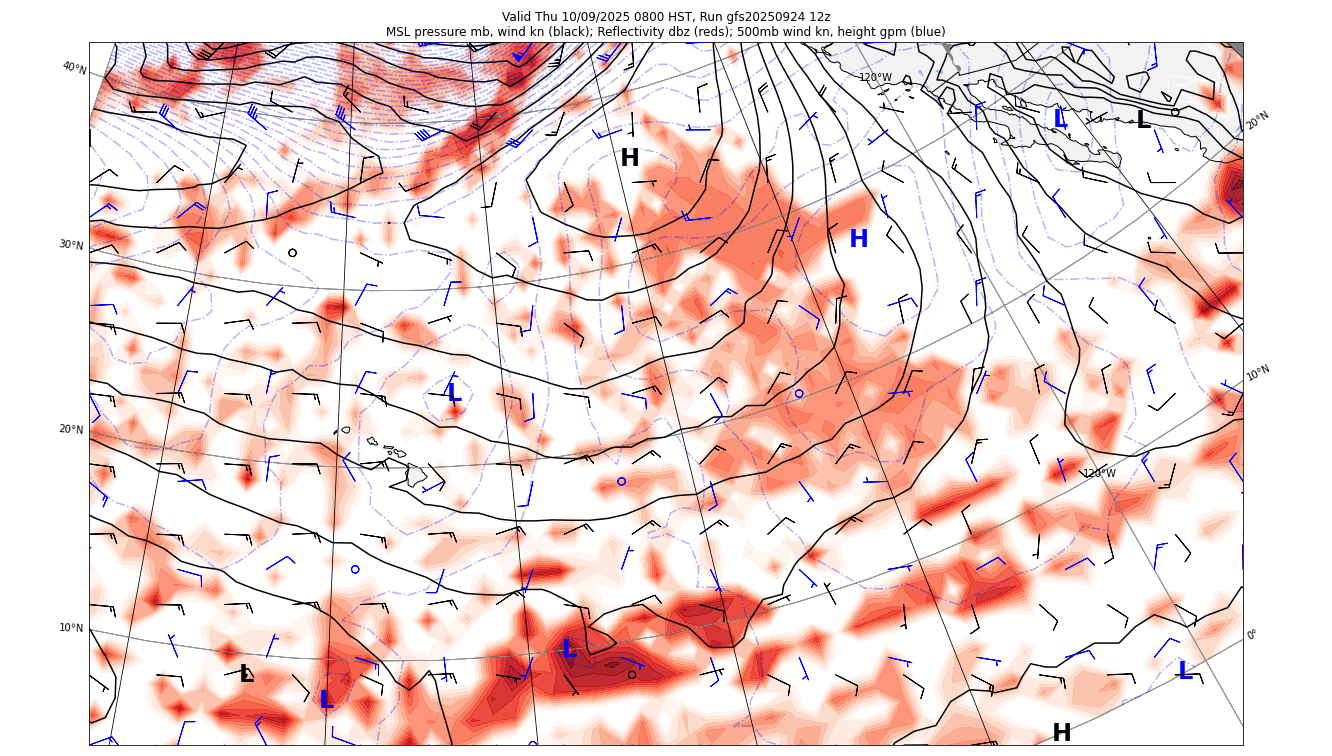 Valid Thu 10/09/2025 0800 HST, Run gfs20250924 12z
MSL pressure mb, wind kn (black); Reflectivity dbz (reds); 500mb wind kn, height gpm (blue)
40°N
120°W
20°N
L
L
H
H
30°N
10°N
L
20°N
120°W
10°N
0°
L
L
L
L
H